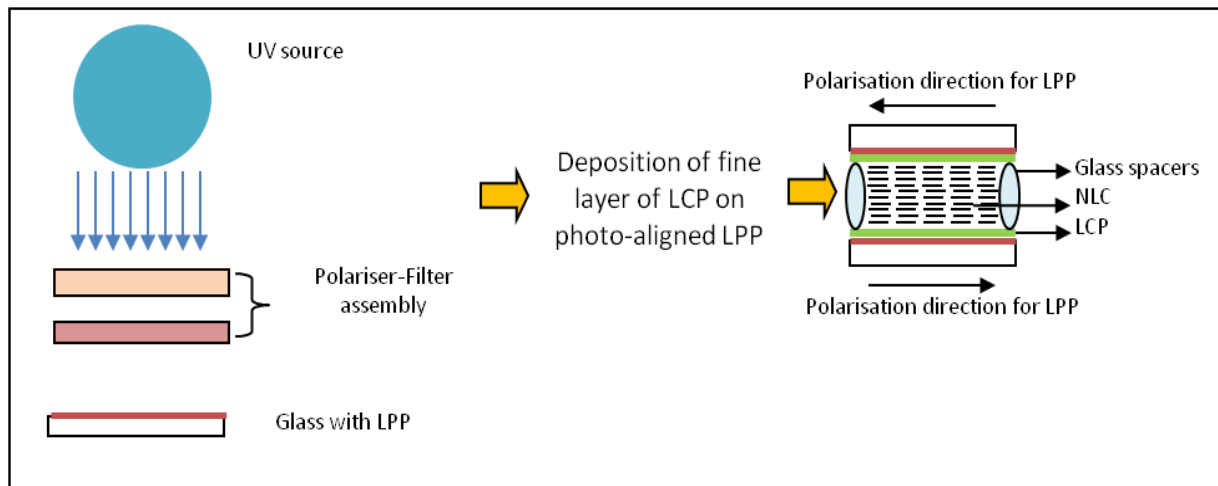 UV source
Polariser-Filter
assembly
Glass with LPP
Deposition of fine
layer of LCP on
photo-aligned LPP
Polarisation direction for LPP
Glass spacers
NLC
LCP
Polarisation direction for LPP